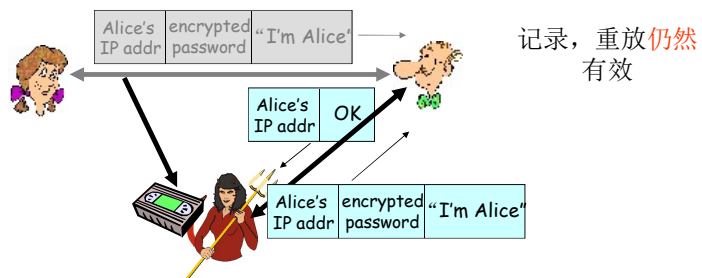 Alice's
IP addr
encrypted
password
“I'm Alice”
记录，重放仍然
有效
Alice's
IP addr
OK
Alice's
IP addr
encrypted
password
“I'm Alice”